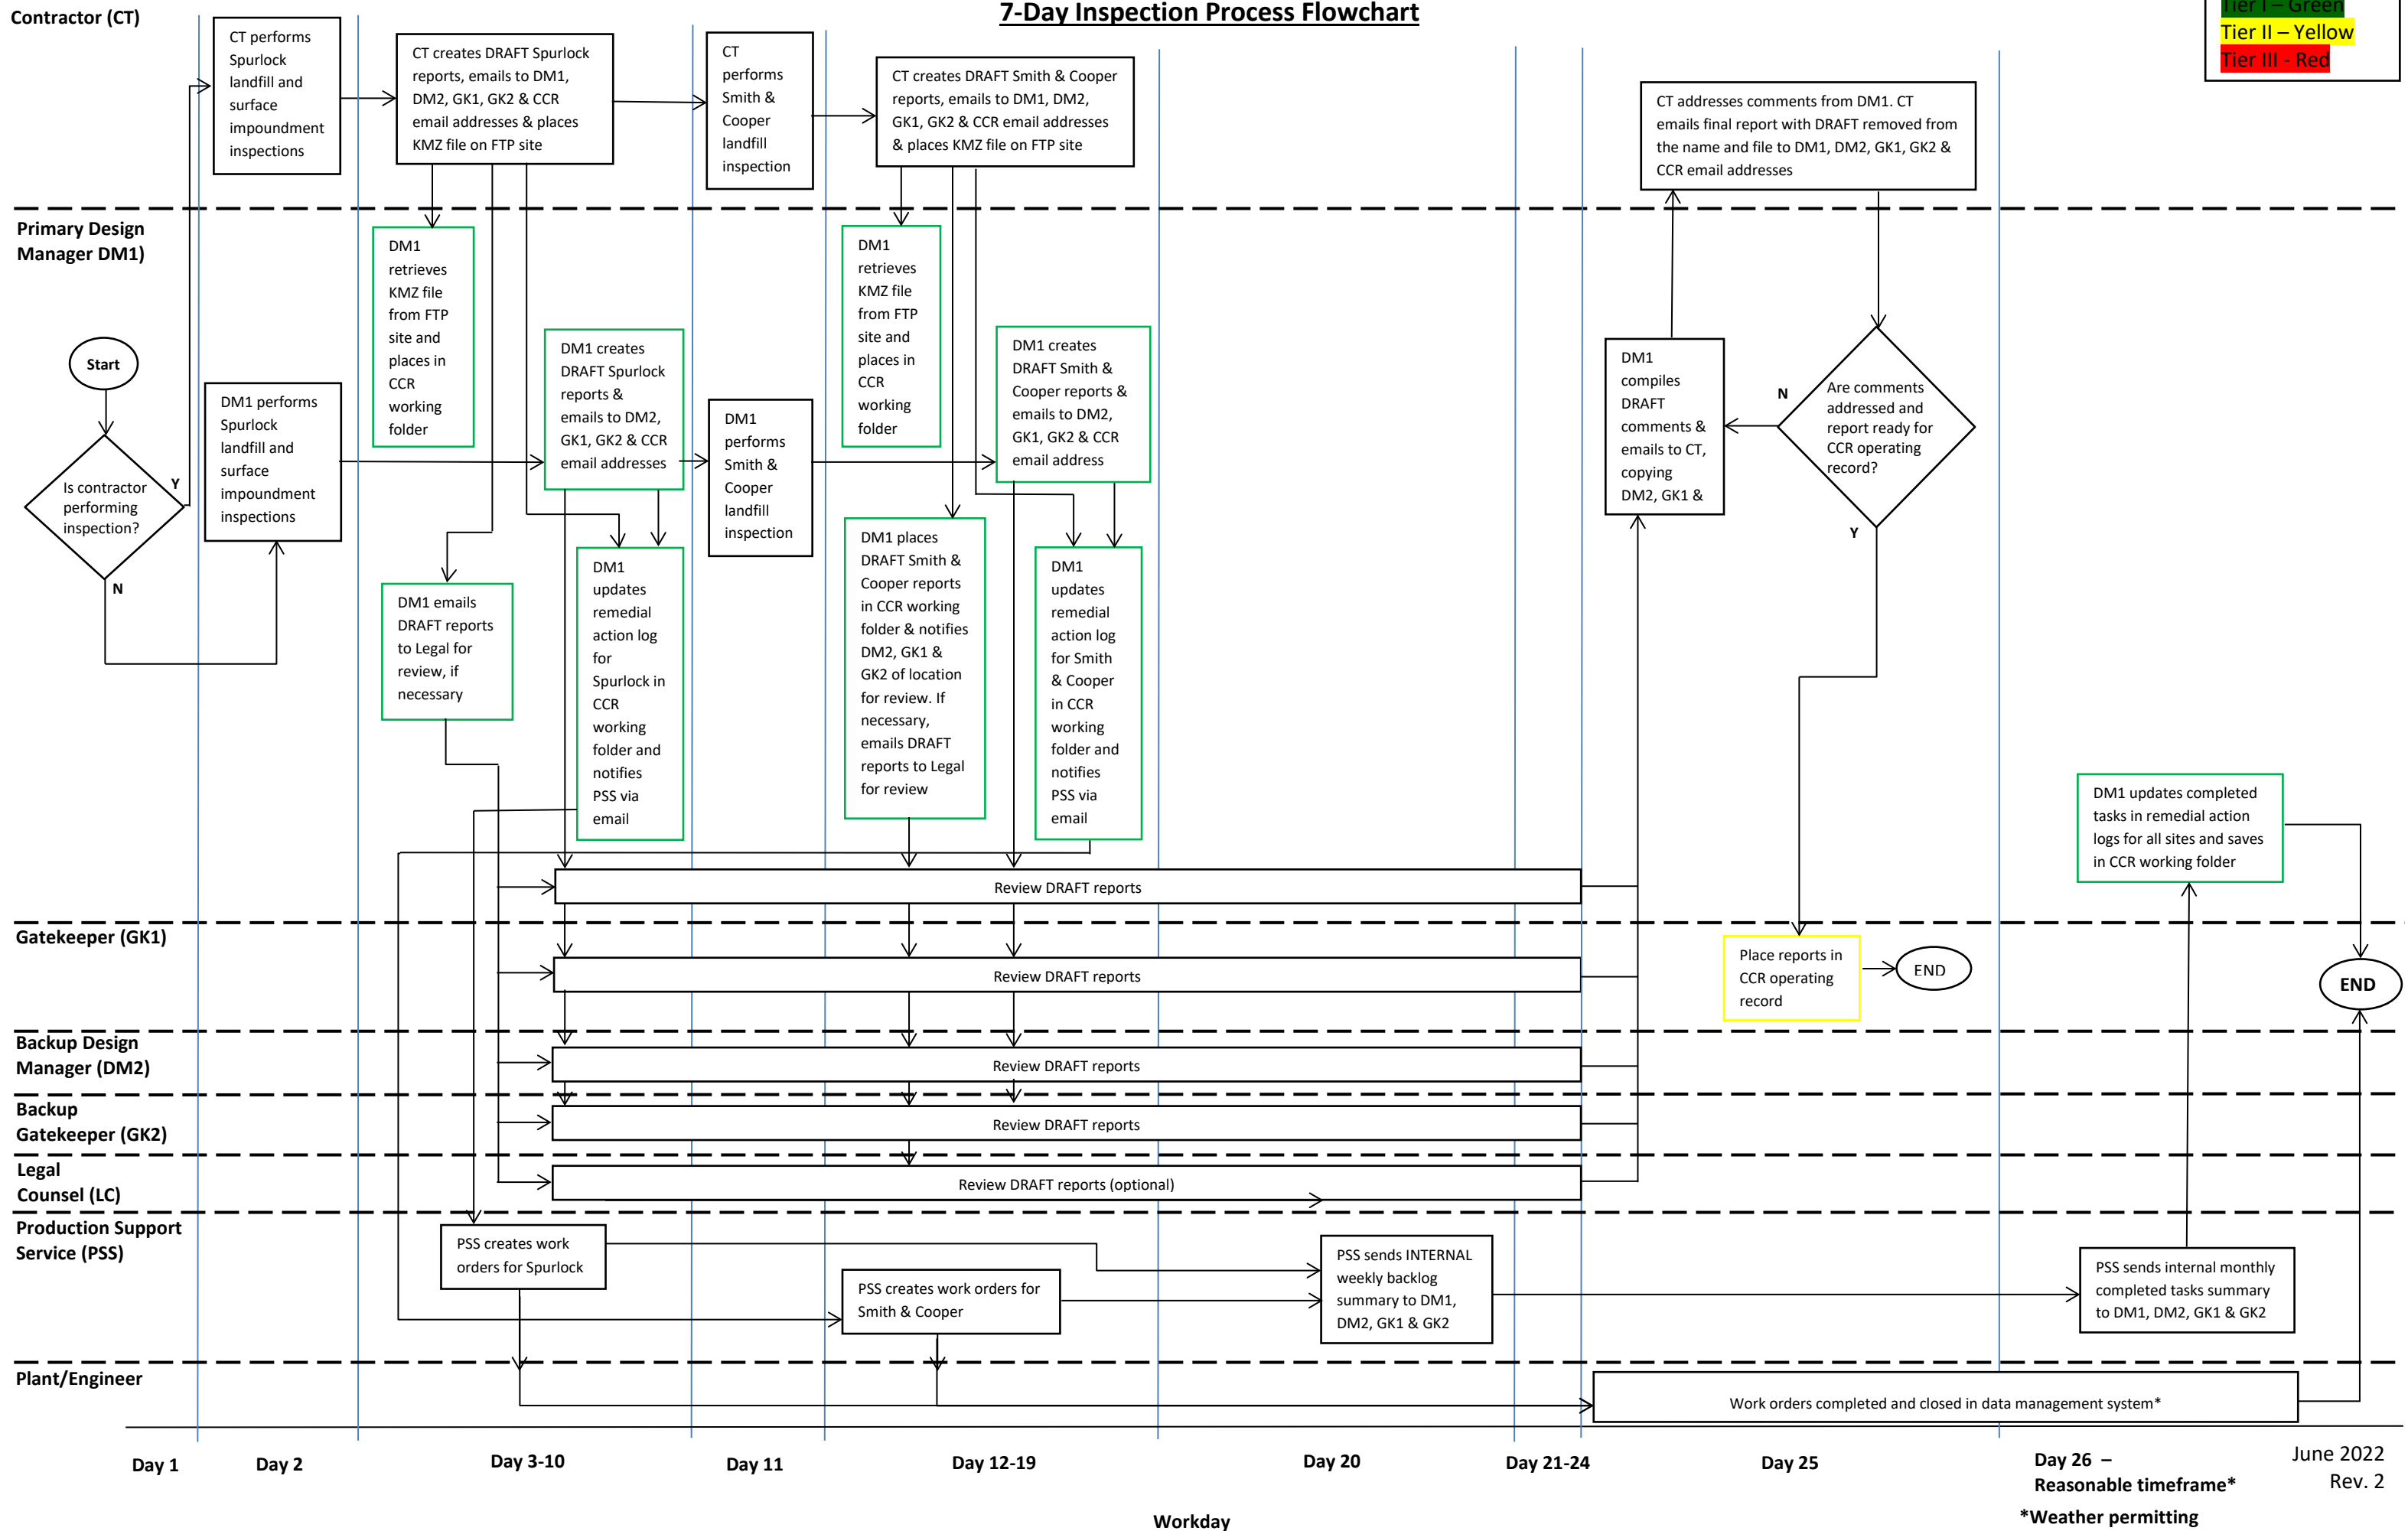 Contractor (CT)
7-Day Inspection Process Flowchart
Tier I – Green
Tier II – Yellow
Tier III - Red
CT performs
Spurlock
landfill and
surface
impoundment
inspections
CT creates DRAFT Spurlock
reports, emails to DM1,
DM2, GK1, GK2 & CCR
email addresses & places
KMZ file on FTP site
CT
performs
Smith &
Cooper
landfill
inspection
CT creates DRAFT Smith & Cooper
reports, emails to DM1, DM2,
GK1, GK2 & CCR email addresses
& places KMZ file on FTP site
CT addresses comments from DM1. CT
emails final report with DRAFT removed from
the name and file to DM1, DM2, GK1, GK2 &
CCR email addresses
Primary Design
Manager DM1)
Start
Is contractor
performing
inspection?
Y
N
DM1 performs
Spurlock
landfill and
surface
impoundment
inspections
DM1
retrieves
KMZ file
from FTP
site and
places in
CCR
working
folder
DM1 creates
DRAFT Spurlock
reports &
emails to DM2,
GK1, GK2 & CCR
email addresses
DM1
performs
Smith &
Cooper
landfill
inspection
DM1
retrieves
KMZ file
from FTP
site and
places in
CCR
working
folder
DM1 creates
DRAFT Smith &
Cooper reports &
emails to DM2,
GK1, GK2 & CCR
email address
DM1
compiles
DRAFT
comments &
emails to CT,
copying
DM2, GK1 &
N
Are comments
addressed and
report ready for
CCR operating
record?
Y
DM1 emails
DRAFT reports
to Legal for
review, if
necessary
DM1
updates
remedial
action log
for
Spurlock in
CCR
working
folder and
notifies
PSS via
email
DM1 places
DRAFT Smith &
Cooper reports
in CCR working
folder & notifies
DM2, GK1 &
GK2 of location
for review. If
necessary,
emails DRAFT
reports to Legal
for review
DM1
updates
remedial
action log
for Smith
& Cooper
in CCR
working
folder and
notifies
PSS via
email
DM1 updates completed
tasks in remedial action
logs for all sites and saves
in CCR working folder
Review DRAFT reports
Gatekeeper (GK1)
Review DRAFT reports
Place reports in
CCR operating
record
END
END
Backup Design
Manager (DM2)
Review DRAFT reports
Backup
Gatekeeper (GK2)
Review DRAFT reports
Legal
Counsel (LC)
Review DRAFT reports (optional)
Production Support
Service (PSS)
PSS creates work
orders for Spurlock
PSS creates work orders for
Smith & Cooper
PSS sends INTERNAL
weekly backlog
summary to DM1,
DM2, GK1 & GK2
PSS sends internal monthly
completed tasks summary
to DM1, DM2, GK1 & GK2
Plant/Engineer
Work orders completed and closed in data management system*
Day 1
Day 2
Day 3-10
Day 11
Day 12-19
Day 20
Day 21-24
Day 25
Day 26 –
Reasonable timeframe*
June 2022
Rev. 2
*Weather permitting
Workday